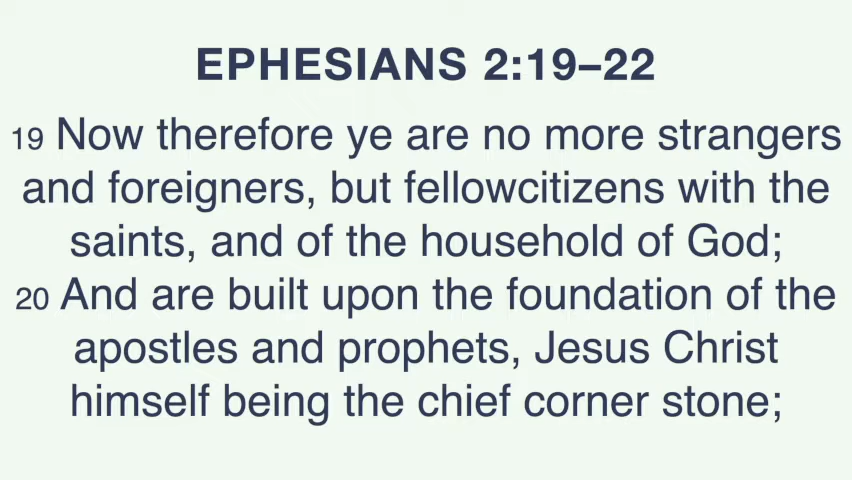 EPHESIANS 2:19–22
19 Now therefore ye are no more strangers
and foreigners, but fellowcitizens with the
saints, and of the household of God;
20 And are built upon the foundation of the
apostles and prophets, Jesus Christ
himself being the chief corner stone;